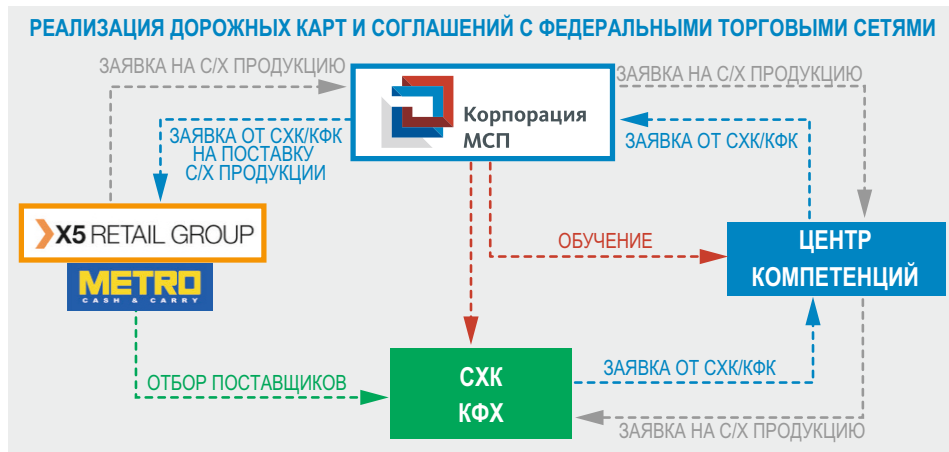 РЕАЛИЗАЦИЯ ДОРОЖНЫХ КАРТ И СОГЛАШЕНИЙ С ФЕДЕРАЛЬНЫМИ ТОРГОВЫМИ СЕТЯМИ
ЗАЯВКА НА С/Х ПРОДУКЦИЮ
ЗАЯВКА НА С/Х ПРОДУКЦИЮ
Корпорация
МСП
ЗАЯВКА ОТ СХК/КФК
НА ПОСТАВКУ
С/Х ПРОДУКЦИИ
ЗАЯВКА ОТ СХК/КФК
X5 RETAIL GROUP
METRO
CASH & CARRY
ОБУЧЕНИЕ
ЦЕНТР
КОМПЕТЕНЦИЙ
ОТБОР ПОСТАВЩИКОВ
СХК
КФХ
ЗАЯВКА ОТ СХК/КФК
ЗАЯВКА НА С/Х ПРОДУКЦИЮ